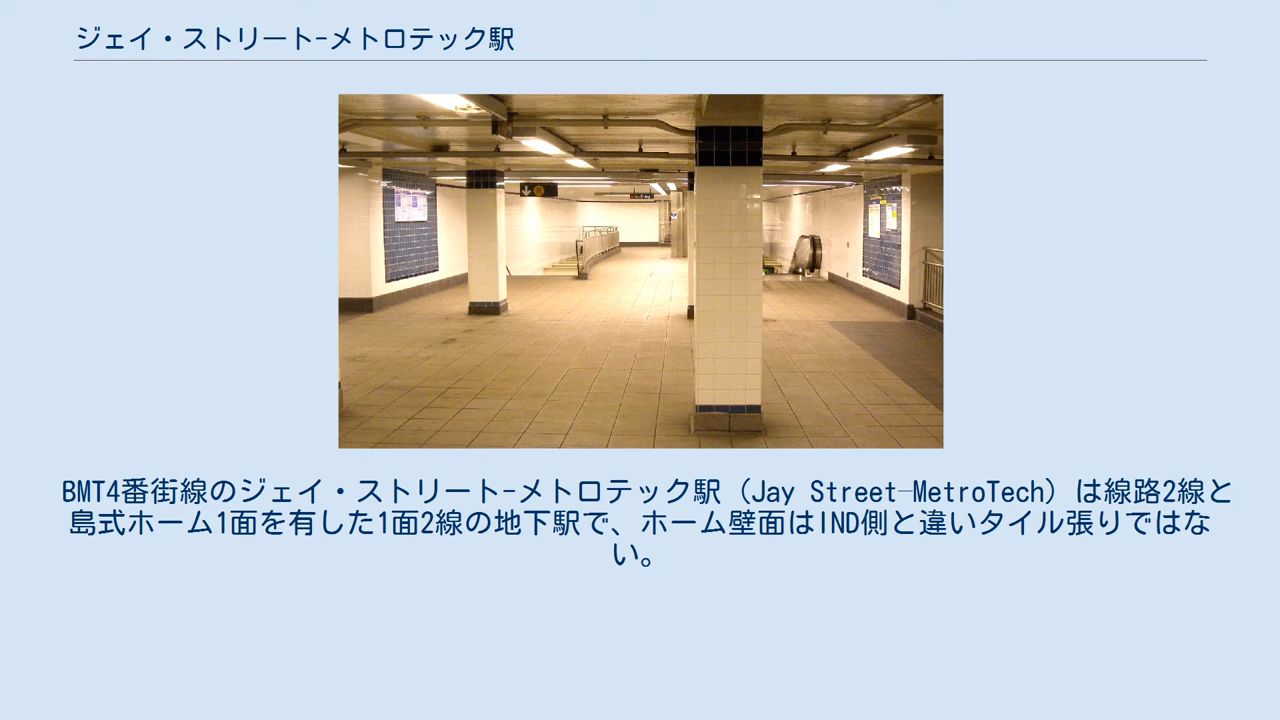 ジェイ・ストリート-メトロテック駅
BMT4番街線のジェイ・ストリート-メトロテック駅（Jay Street–MetroTech）は線路2線と
島式ホーム1面を有した1面2線の地下駅で、ホーム壁面はIND側と違いタイル張りではな
い。